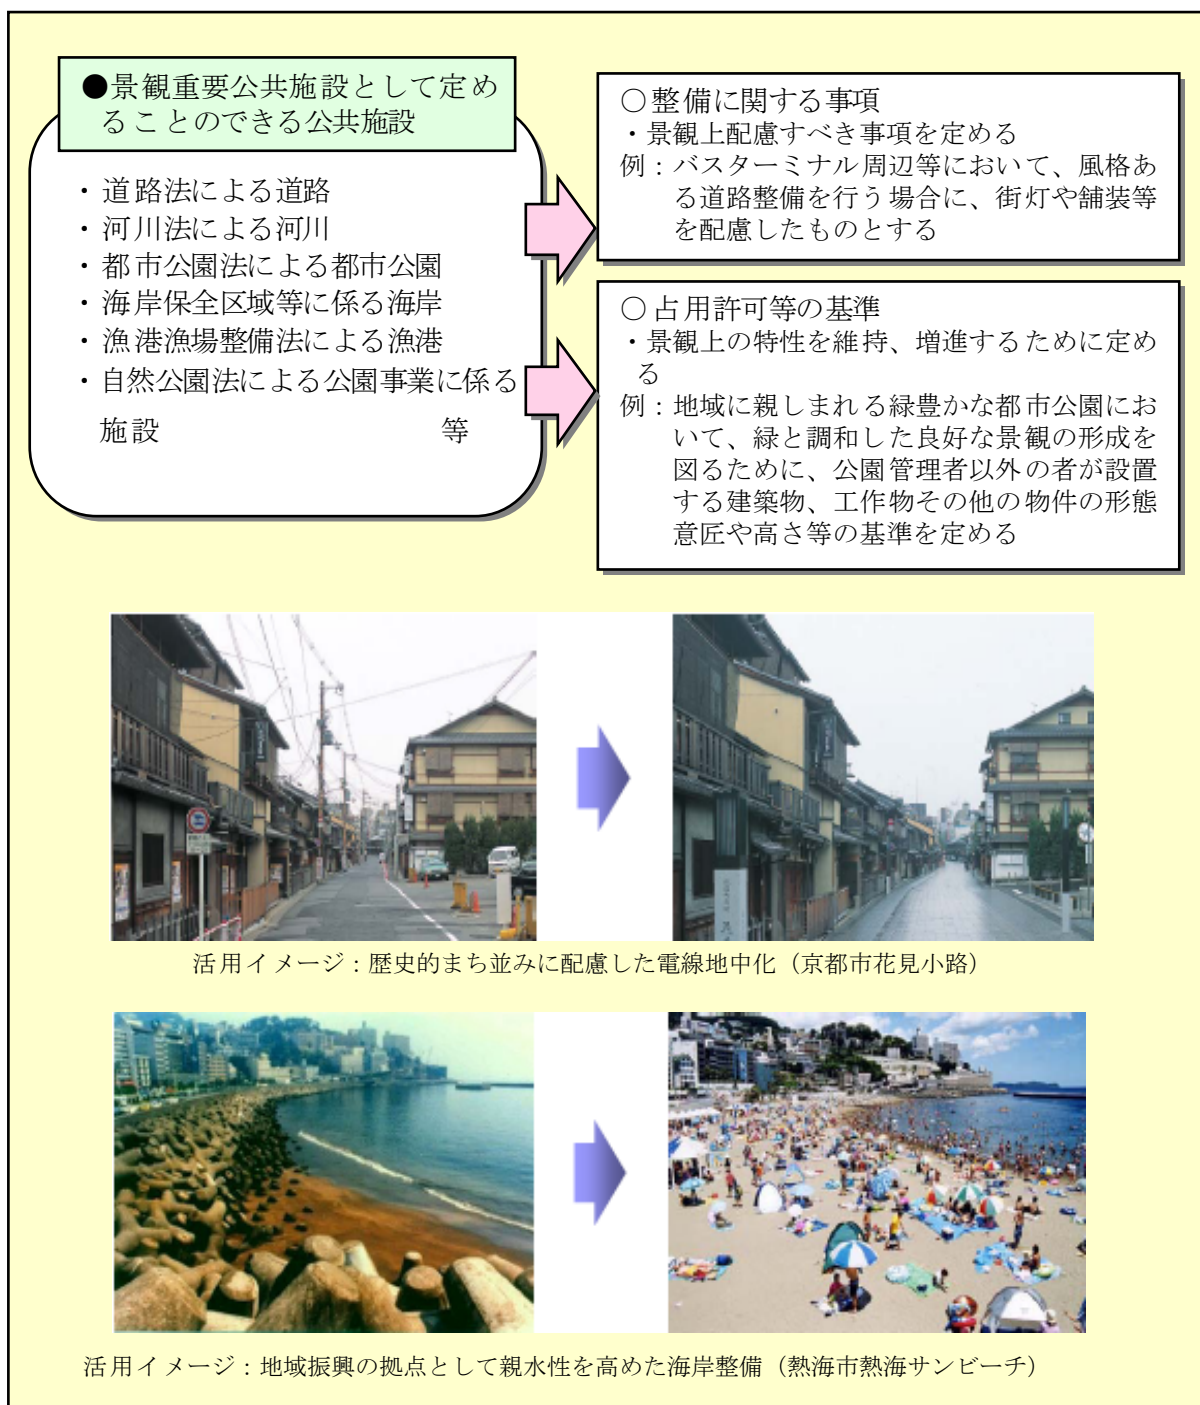 ●景観重要公共施設として定め
ることのできる公共施設
・道路法による道路
・河川法による河川
・都市公園法による都市公園
・海岸保全区域等に係る海岸
・漁港漁場整備法による漁港
・自然公園法による公園事業に係る
施設　　　　　　　　　等
○整備に関する事項
・景観上配慮すべき事項を定める
例：バスターミナル周辺等において、風格あ
る道路整備を行う場合に、街灯や舗装等
を配慮したものとする
○占用許可等の基準
・景観上の特性を維持、増進するために定め
る
例：地域に親しまれる緑豊かな都市公園にお
いて、緑と調和した良好な景観の形成を
図るために、公園管理者以外の者が設置
する建築物、工作物その他の物件の形態
意匠や高さ等の基準を定める
活用イメージ：歴史的まち並みに配慮した電線地中化（京都市花見小路）
活用イメージ：地域振興の拠点として親水性を高めた海岸整備（熱海市熱海サンビーチ）